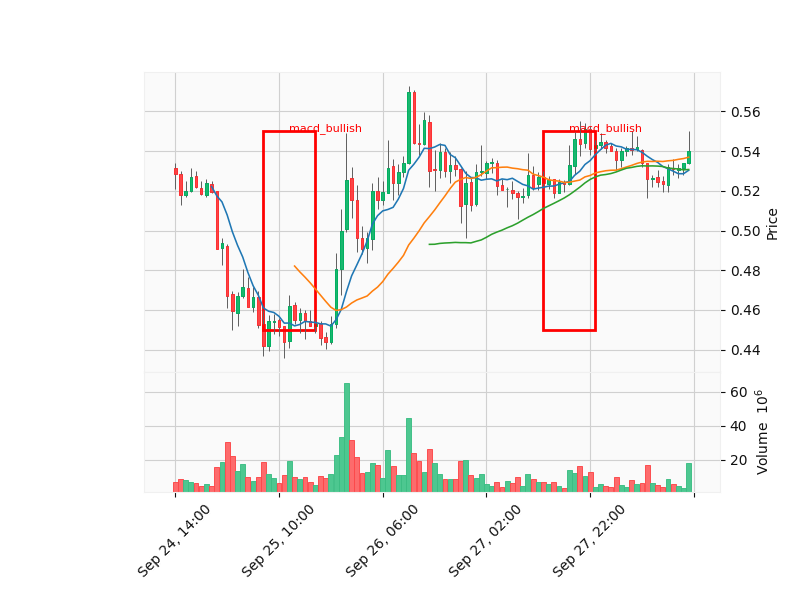 macd_bullish
macd_bullish
0.56
0.54
0.52
0.50
0.48
0.46
0.44
Price
60
40
20
Volume 10^6
Sep 24, 14:00
Sep 25, 10:00
Sep 26, 06:00
Sep 27, 02:00
Sep 27, 22:00